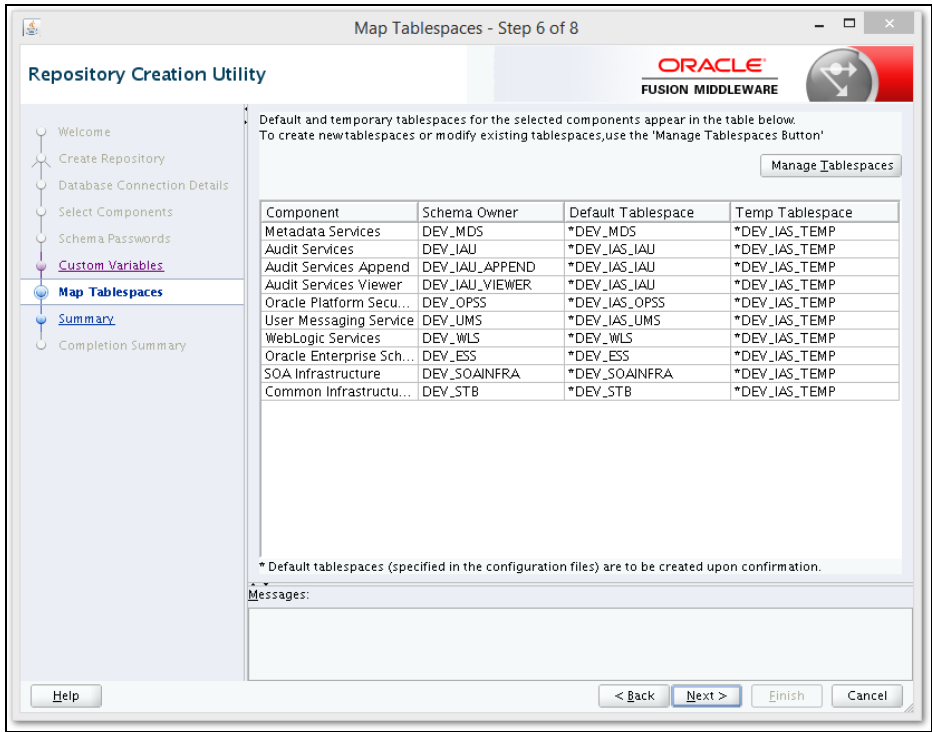 Map Tablespaces - Step 6 of 8
Repository Creation Utility
ORACLE
FUSION MIDDLEWARE
Welcome
Create Repository
Database Connection Details
Select Components
Schema Passwords
Custom Variables
Map Tablespaces
Summary
Completion Summary
Default and temporary tablespaces for the selected components appear in the table below.
To create new tablespaces or modify existing tablespaces,use the 'Manage Tablespaces Button'
Manage Tablespaces
Component Schema Owner Default Tablespace Temp Tablespace
Metadata Services DEV_MDS *DEV_MDS *DEV_IAS_TEMP
Audit Services DEV_IAU *DEV_IAS_IAU *DEV_IAS_TEMP
Audit Services Append DEV_IAU_APPEND *DEV_IAS_IAU *DEV_IAS_TEMP
Audit Services Viewer DEV_IAU_VIEWER *DEV_IAS_IAU *DEV_IAS_TEMP
Oracle Platform Secu... DEV_OPSS *DEV_IAS_OPSS *DEV_IAS_TEMP
User Messaging Service DEV_UMS *DEV_IAS_UMS *DEV_IAS_TEMP
WebLogic Services DEV_WLS *DEV_WLS *DEV_IAS_TEMP
Oracle Enterprise Sch... DEV_ESS *DEV_ESS *DEV_IAS_TEMP
SOA Infrastructure DEV_SOAINFRA *DEV_SOAINFRA *DEV_IAS_TEMP
Common Infrastructu... DEV_STB *DEV_STB *DEV_IAS_TEMP
* Default tablespaces (specified in the configuration files) are to be created upon confirmation.
Messages:
Help < Back Next > Finish Cancel